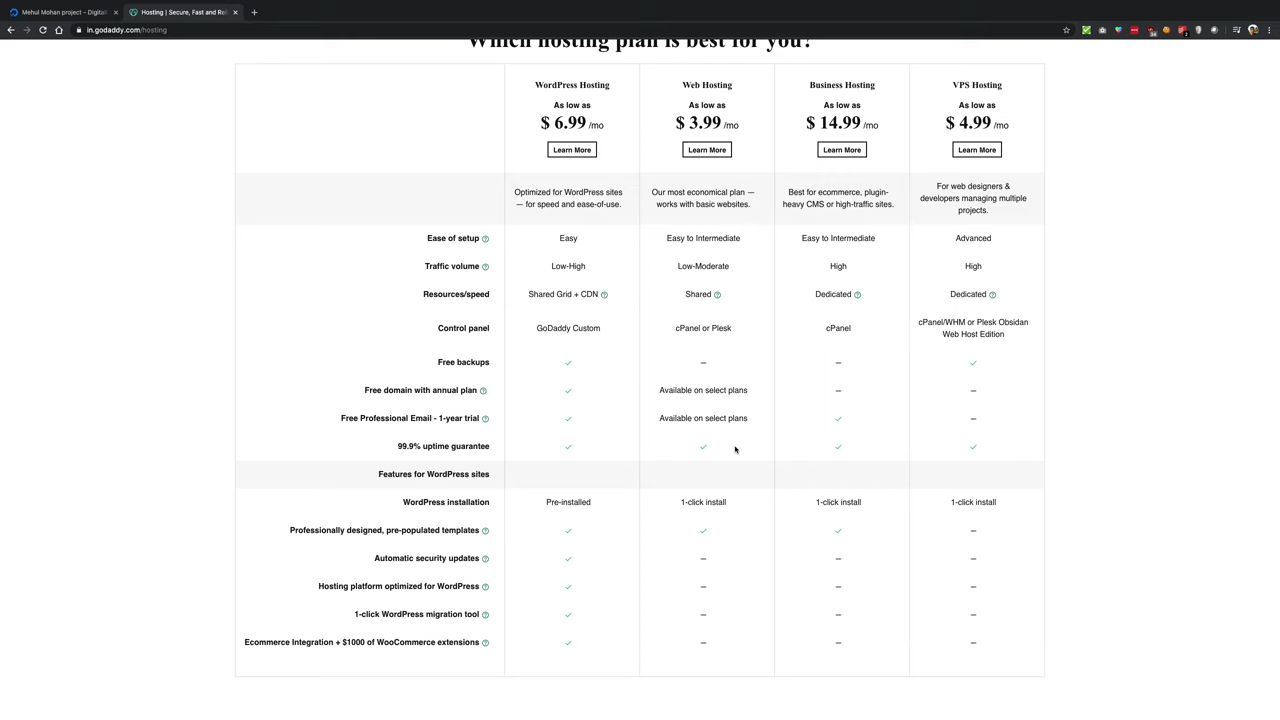 Mehul Mohan project - Digital
Hosting | Secure, Fast and Rel
in.godaddy.com/hosting
Which hosting plan is best for you?
WordPress Hosting Web Hosting Business Hosting VPS Hosting
As low as As low as As low as As low as
$ 6.99 /mo $ 3.99 /mo $ 14.99 /mo $ 4.99 /mo
Learn More Learn More Learn More Learn More
Optimized for WordPress sites — for speed and ease-of-use.
Our most economical plan — works with basic websites.
Best for ecommerce, plugin-heavy CMS or high-traffic sites.
For web designers & developers managing multiple projects.
Ease of setup Easy Easy to Intermediate Easy to Intermediate Advanced
Traffic volume Low-High Low-Moderate High High
Resources/speed Shared Grid + CDN Shared Dedicated Dedicated
Control panel GoDaddy Custom cPanel or Plesk cPanel cPanel/WHM or Plesk Obsidan Web Host Edition
Free backups – –
Free domain with annual plan Available on select plans – –
Free Professional Email - 1-year trial Available on select plans –
99.9% uptime guarantee
Features for WordPress sites
WordPress installation Pre-installed 1-click install 1-click install 1-click install
Professionally designed, pre-populated templates –
Automatic security updates – – –
Hosting platform optimized for WordPress – – –
1-click WordPress migration tool – – –
Ecommerce Integration + $1000 of WooCommerce extensions – – –